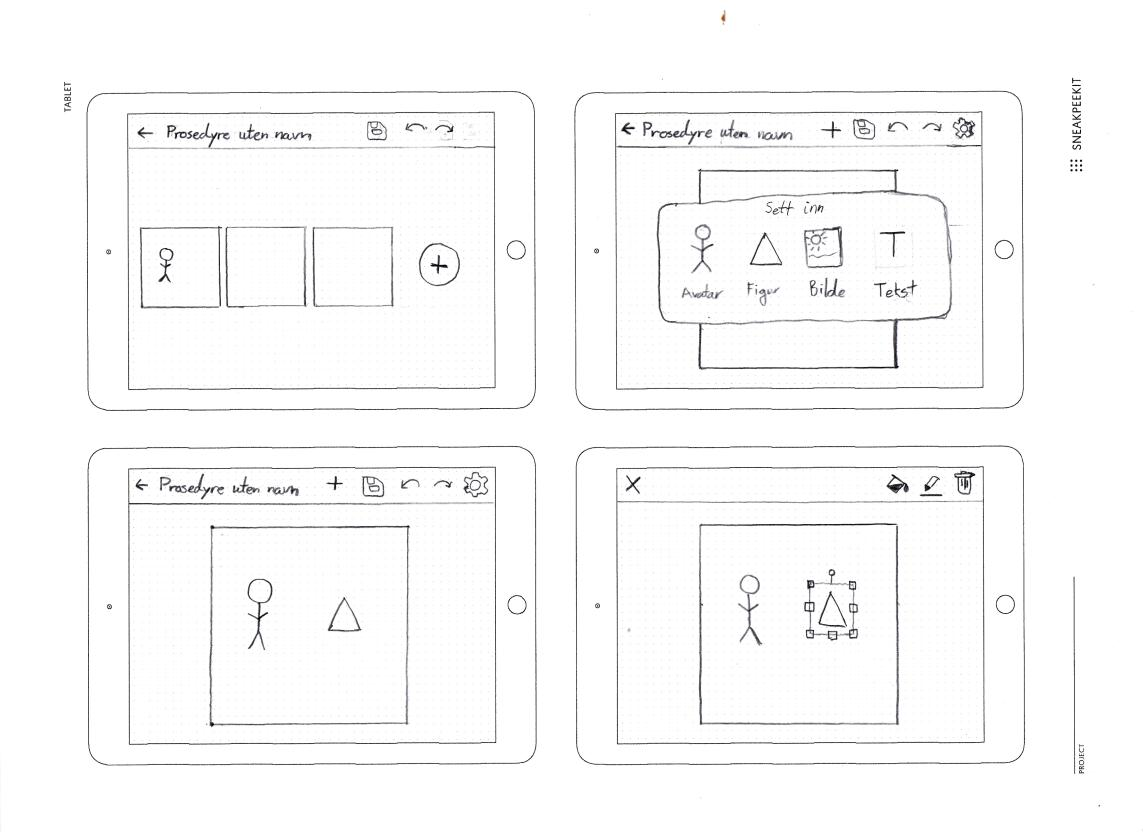 TABLET
← Prosedyre uten navn
+
← Prosedyre uten navn +
Sett inn
T
Avatar Figur Bilde Tekst
← Prosedyre uten navn +
X
SNEAKPEEKIT
PROJECT